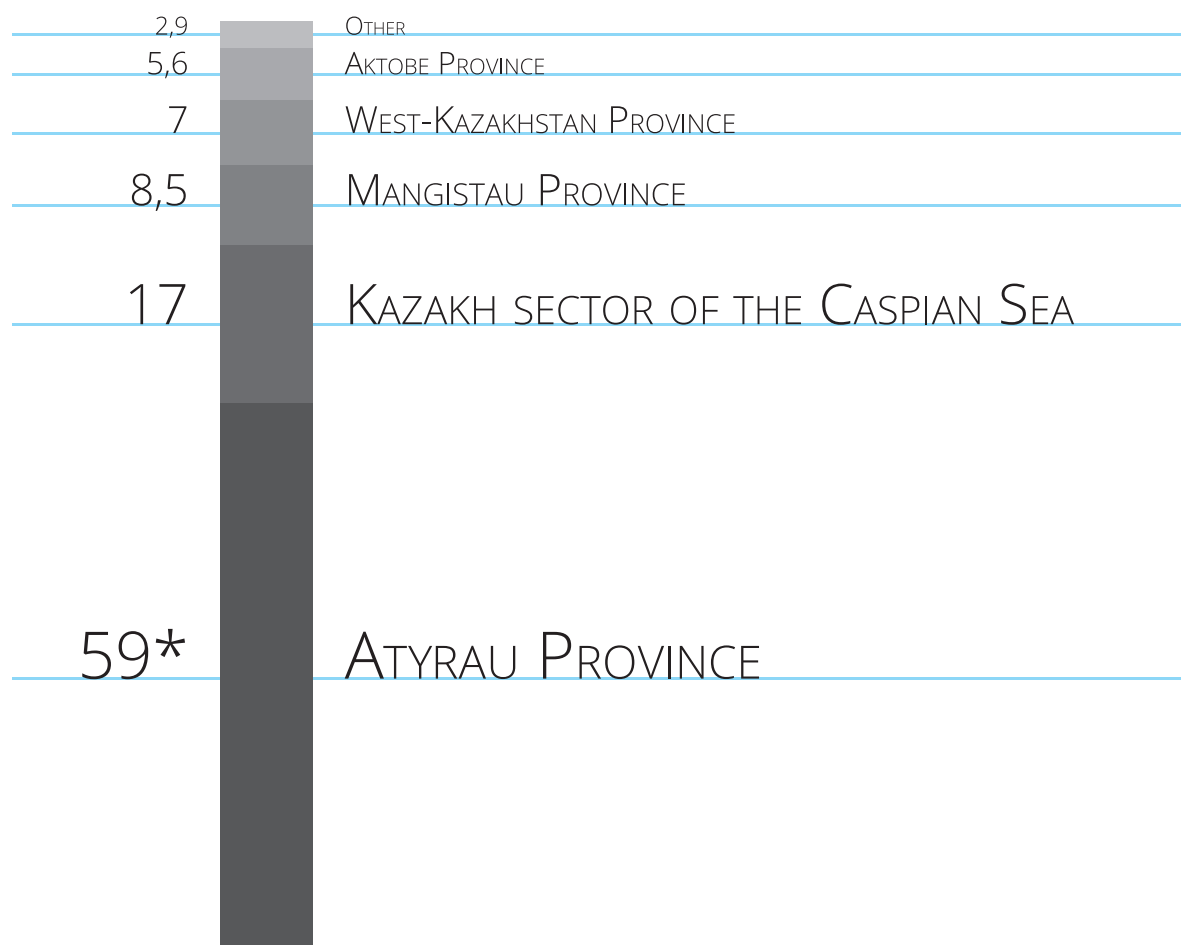 2,9 Other
5,6 Aktobe Province
7 West-Kazakhstan Province
8,5 Mangistau Province
17 Kazakh sector of the Caspian Sea
59* Atyrau Province